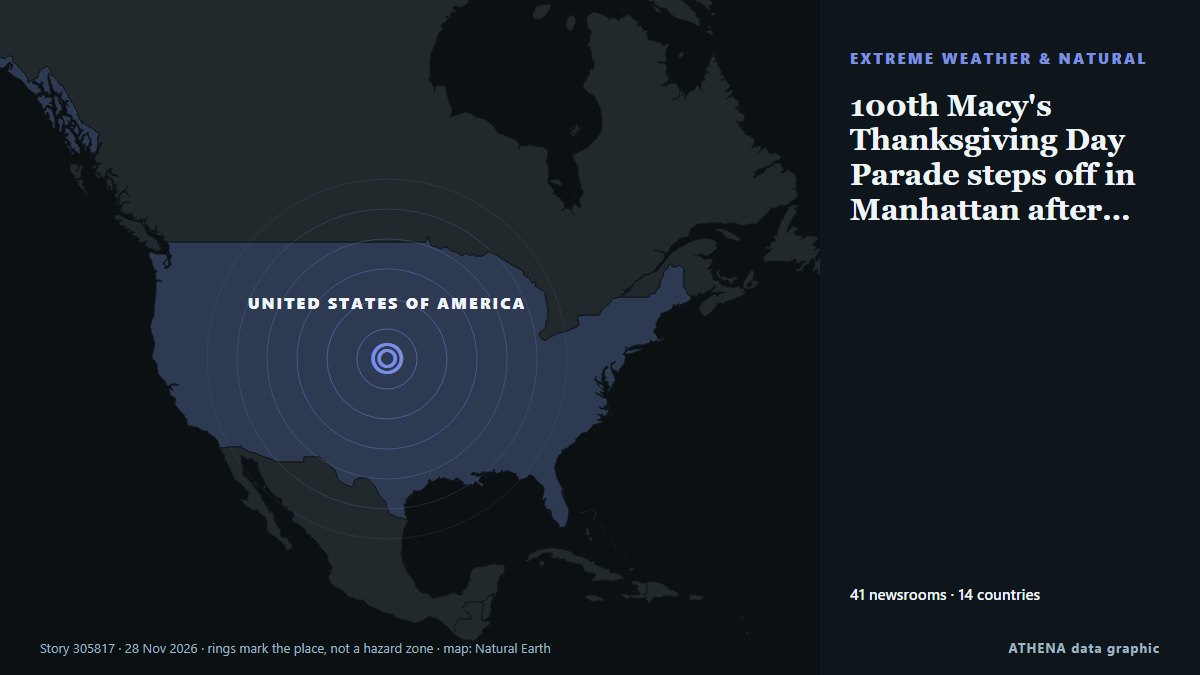 EXTREME WEATHER & NATURAL
100th Macy's
Thanksgiving Day
Parade steps off in
Manhattan after...
UNITED STATES OF AMERICA
41 newsrooms · 14 countries
Story 305817 · 28 Nov 2026 · rings mark the place, not a hazard zone · map: Natural Earth
ATHENA data graphic